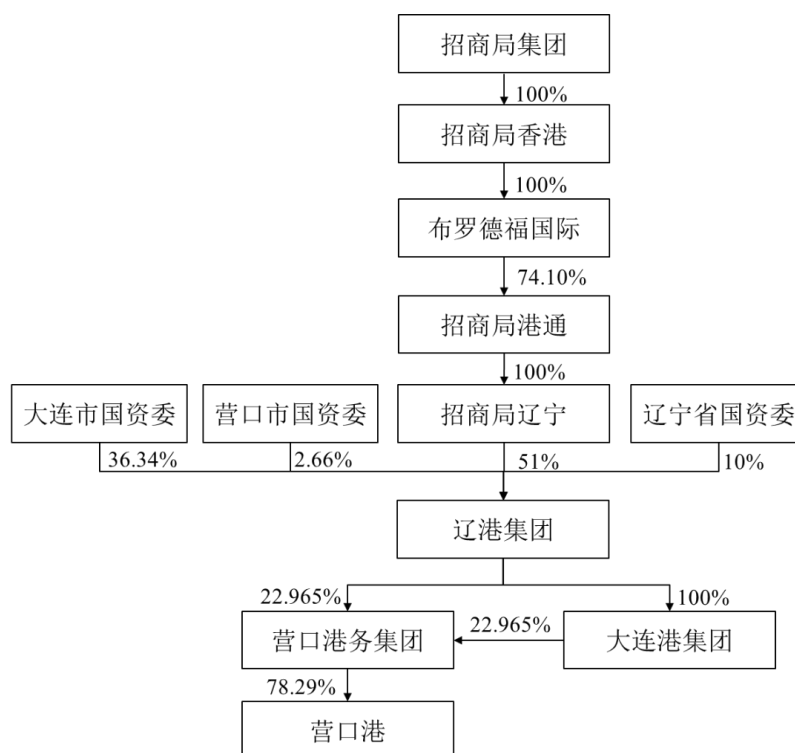 招商局集团
100%
招商局香港
100%
布罗德福国际
74.10%
招商局港通
100%
大连市国资委
营口市国资委
招商局辽宁
辽宁省国资委
36.34%
2.66%
51%
10%
辽港集团
22.965%
100%
营口港务集团
22.965%
大连港集团
78.29%
营口港